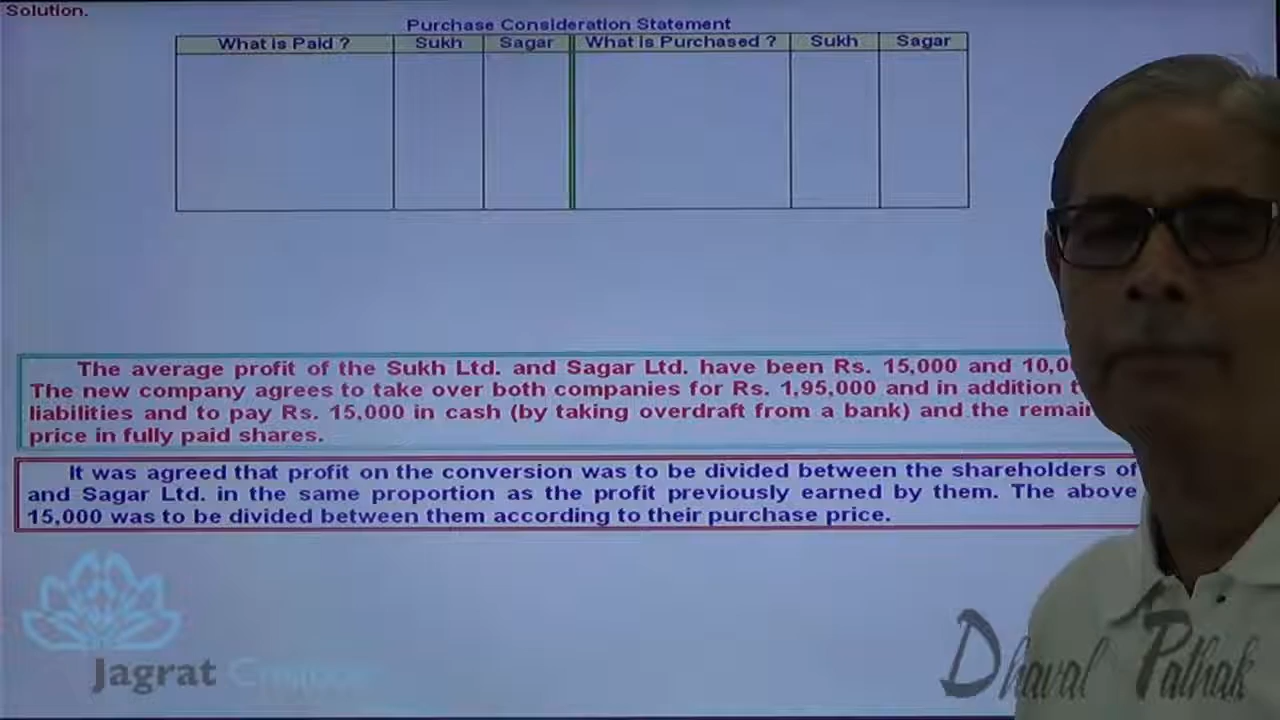 Solution.
Purchase Consideration Statement
What is Paid ? Sukh Sagar What is Purchased ? Sukh Sagar
The average profit of the Sukh Ltd. and Sagar Ltd. have been Rs. 15,000 and 10,0
The new company agrees to take over both companies for Rs. 1,95,000 and in addition t
liabilities and to pay Rs. 15,000 in cash (by taking overdraft from a bank) and the remai
price in fully paid shares.
It was agreed that profit on the conversion was to be divided between the shareholders of
and Sagar Ltd. in the same proportion as the profit previously earned by them. The above
15,000 was to be divided between them according to their purchase price.
Jagrat
Dhaval Pathak